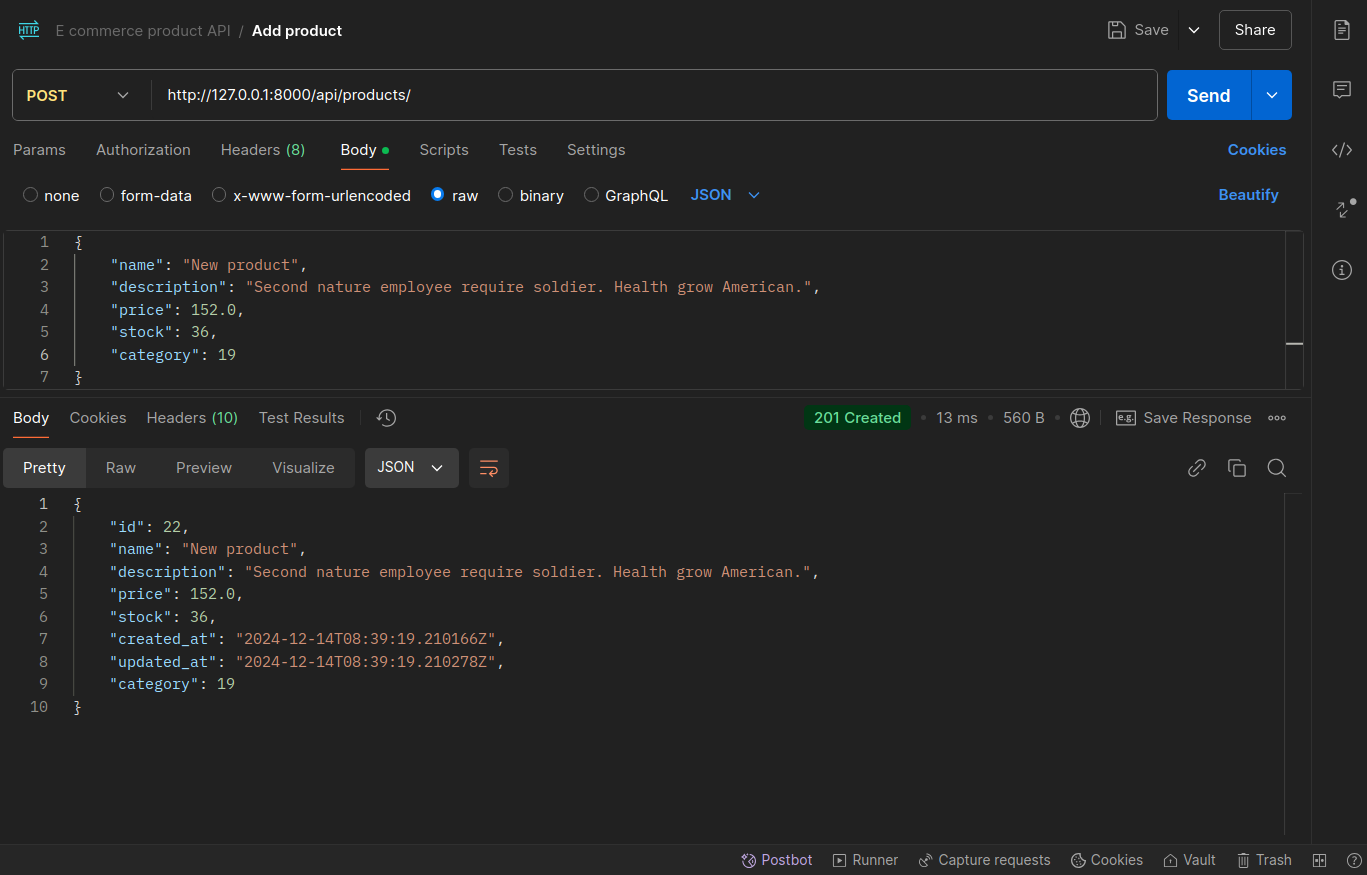 HTTP E commerce product API / Add product Save Share
POST http://127.0.0.1:8000/api/products/ Send
Params Authorization Headers (8) Body Scripts Tests Settings Cookies
none form-data x-www-form-urlencoded raw binary GraphQL JSON Beautify
1 {
2 "name": "New product",
3 "description": "Second nature employee require soldier. Health grow American.",
4 "price": 152.0,
5 "stock": 36,
6 "category": 19
7 }
Body Cookies Headers (10) Test Results 201 Created 13 ms 560 B e.g. Save Response
Pretty Raw Preview Visualize JSON
1 {
2 "id": 22,
3 "name": "New product",
4 "description": "Second nature employee require soldier. Health grow American.",
5 "price": 152.0,
6 "stock": 36,
7 "created_at": "2024-12-14T08:39:19.210166Z",
8 "updated_at": "2024-12-14T08:39:19.210278Z",
9 "category": 19
10 }
Postbot Runner Capture requests Cookies Vault Trash